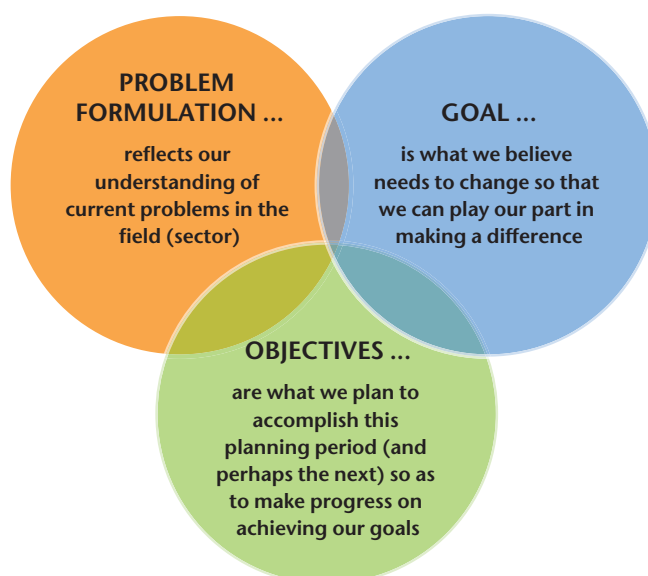 PROBLEM
FORMULATION ...
reflects our
understanding of
current problems in the
field (sector)
GOAL ...
is what we believe
needs to change so that
we can play our part in
making a difference
OBJECTIVES ...
are what we plan to
accomplish this
planning period (and
perhaps the next) so as
to make progress on
achieving our goals